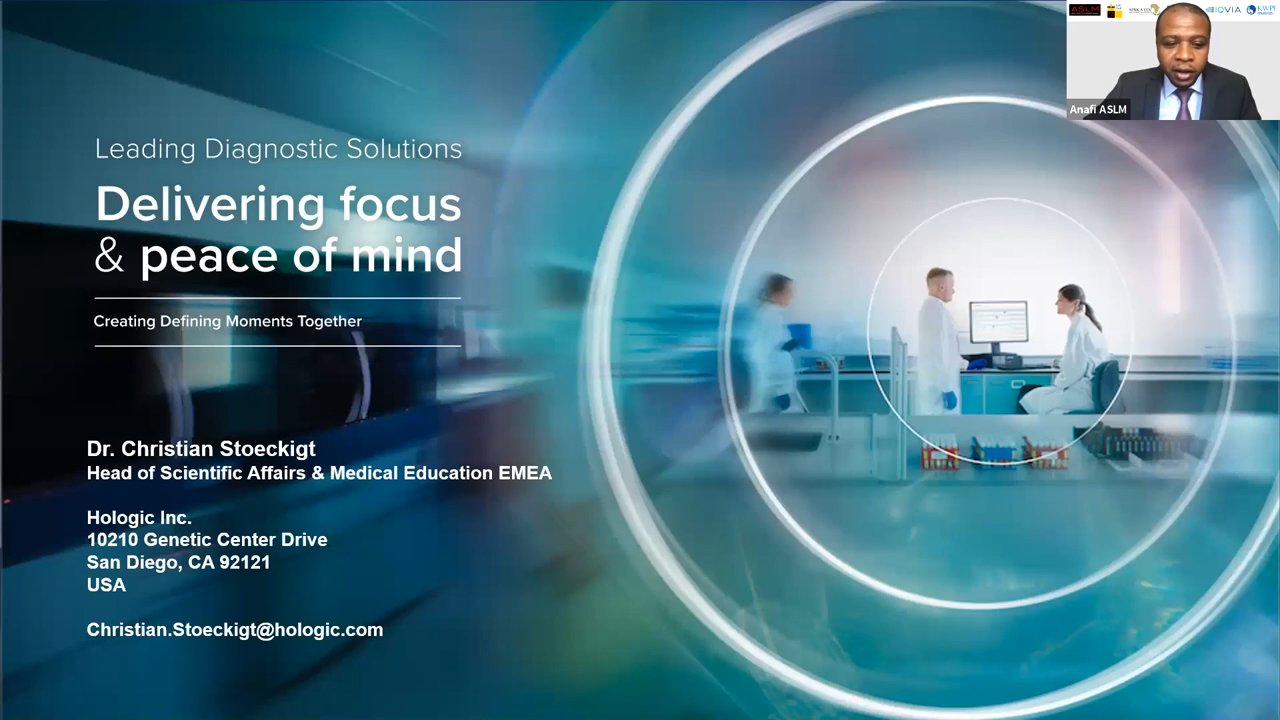 Leading Diagnostic Solutions
Delivering focus
& peace of mind
Creating Defining Moments Together
Dr. Christian Stoeckigt
Head of Scientific Affairs & Medical Education EMEA
Hologic Inc.
10210 Genetic Center Drive
San Diego, CA 92121
USA
Christian.Stoeckigt@hologic.com
ASLM
IQVIA
Anafi ASLM